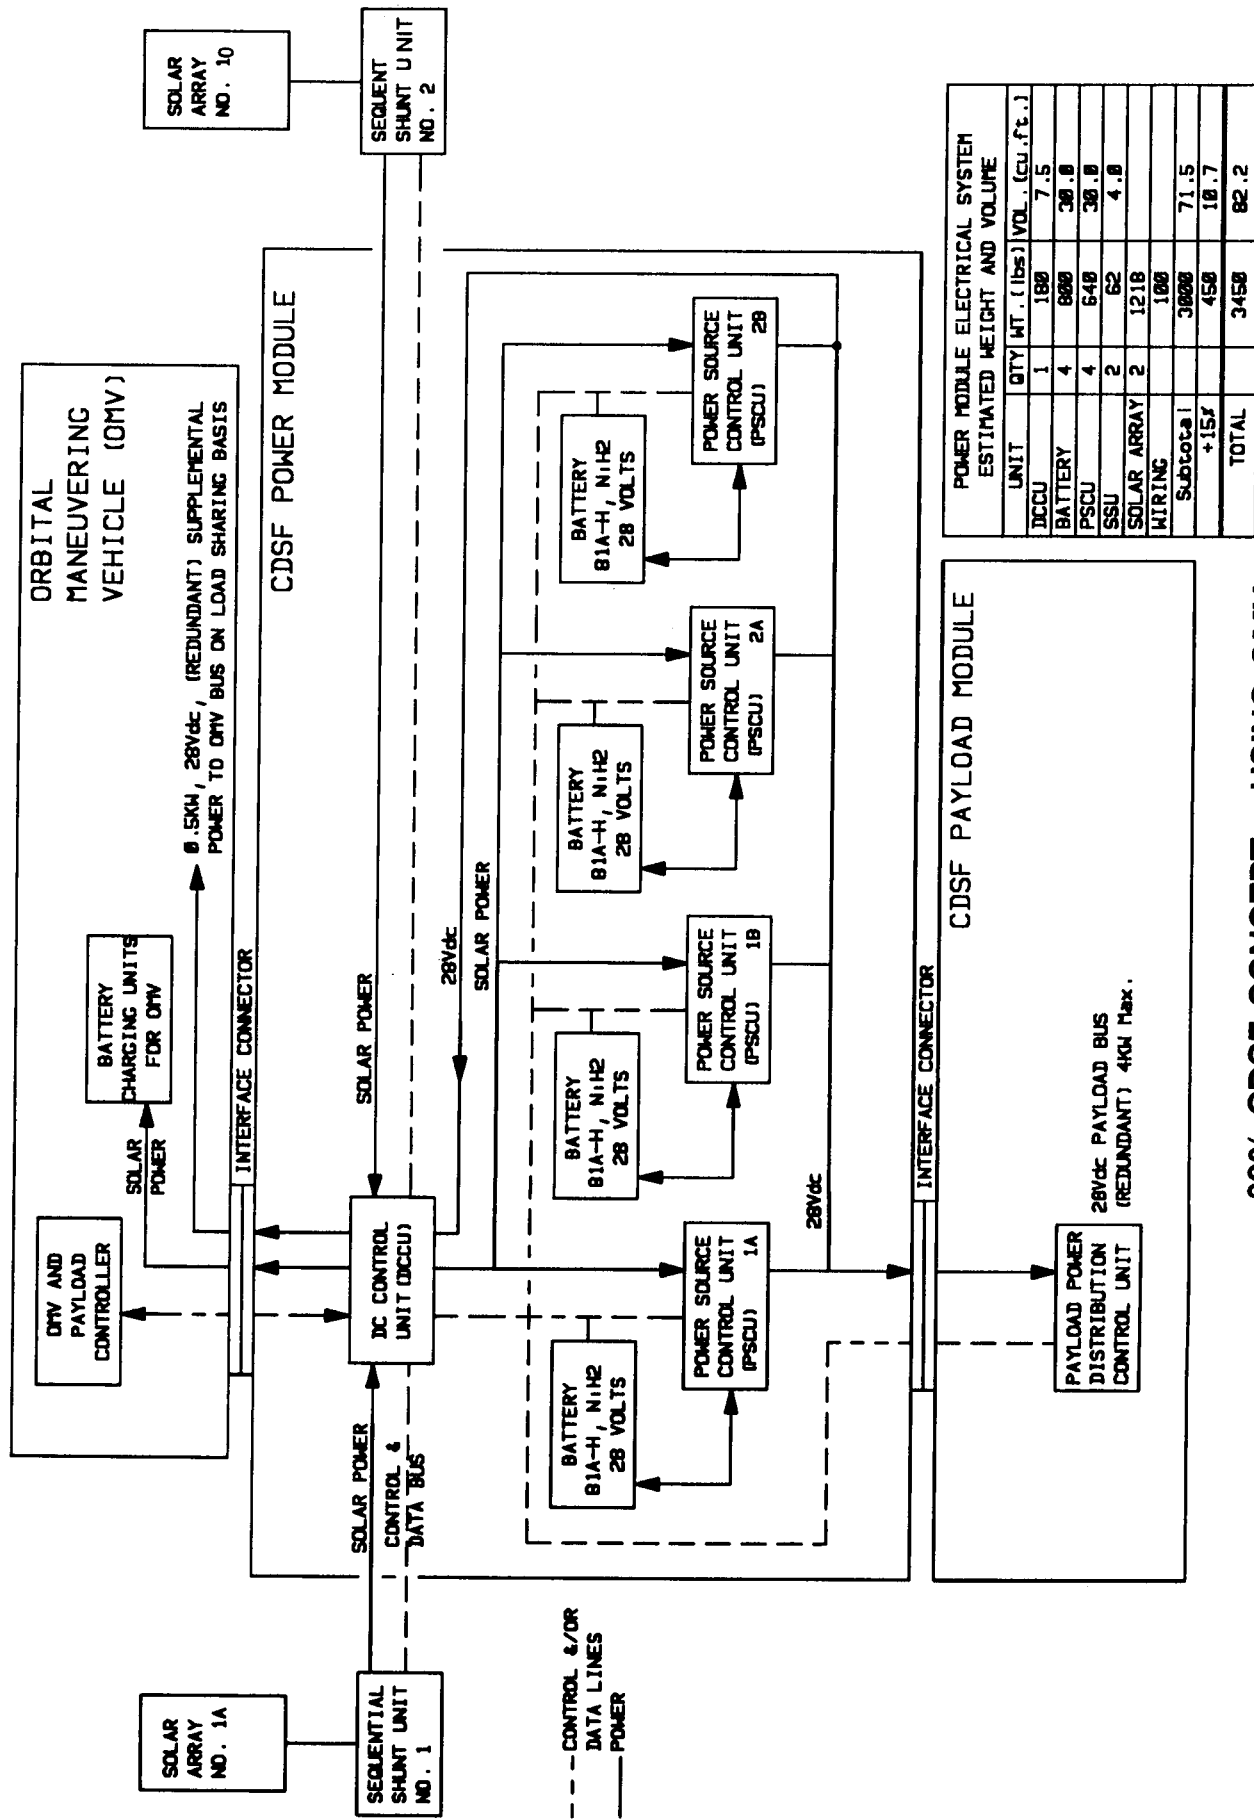 ORBITAL
MANEUVERING
VEHICLE (OMV)
OMV AND
PAYLOAD
CONTROLLER
SOLAR
POWER
BATTERY
CHARGING UNITS
FOR OMV
0.5KW, 28Vdc, (REDUNDANT) SUPPLEMENTAL
POWER TO OMV BUS ON LOAD SHARING BASIS
INTERFACE CONNECTOR
SOLAR
ARRAY
NO. 1A
SEQUENTIAL
SHUNT UNIT
NO. 1
SOLAR
ARRAY
NO. 10
SEQUENT
SHUNT UNIT
NO. 2
CDSF POWER MODULE
SOLAR POWER
CONTROL &
DATA BUS
DC CONTROL
UNIT (DCCU)
SOLAR POWER
28Vdc
SOLAR POWER
BATTERY
81A-H, NiH2
28 VOLTS
BATTERY
81A-H, NiH2
28 VOLTS
BATTERY
81A-H, NiH2
28 VOLTS
BATTERY
81A-H, NiH2
28 VOLTS
POWER SOURCE
CONTROL UNIT
(PSCU) 1A
POWER SOURCE
CONTROL UNIT
(PSCU) 1B
POWER SOURCE
CONTROL UNIT
(PSCU) 2A
POWER SOURCE
CONTROL UNIT
(PSCU) 2B
28Vdc
CONTROL &/OR
DATA LINES
POWER
INTERFACE CONNECTOR
CDSF PAYLOAD MODULE
PAYLOAD POWER
DISTRIBUTION
CONTROL UNIT
28Vdc PAYLOAD BUS
(REDUNDANT) 4KW Max.
POWER MODULE ELECTRICAL SYSTEM
ESTIMATED WEIGHT AND VOLUME
UNIT QTY WT.(lbs) VOL.(cu.ft.)
DCCU 1 180 7.5
BATTERY 4 800 30.0
PSCU 4 640 30.0
SSU 2 62 4.0
SOLAR ARRAY 2 1218
WIRING 100
Subtotal 3000 71.5
+15% 450 10.7
TOTAL 3450 82.2